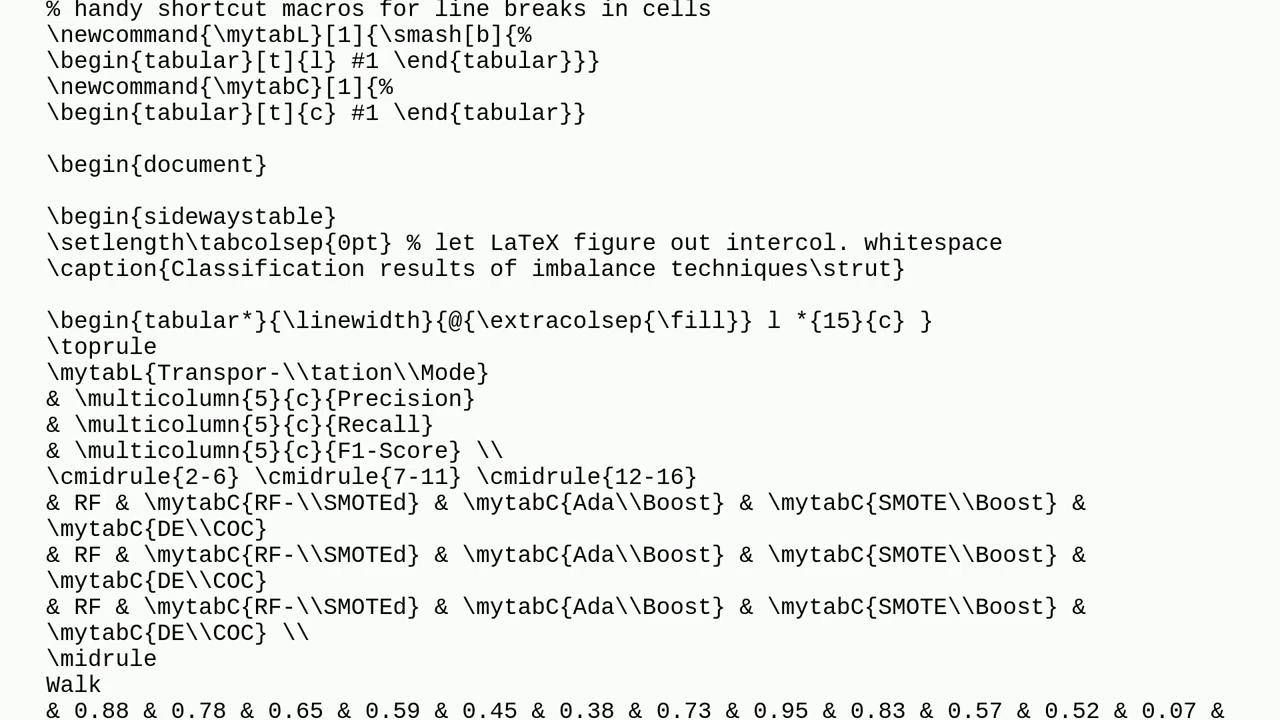 % handy shortcut macros for line breaks in cells
\newcommand{\mytabL}[1]{\smash[b]{%
\begin{tabular}[t]{l} #1 \end{tabular}}}
\newcommand{\mytabC}[1]{%
\begin{tabular}[t]{c} #1 \end{tabular}}
\begin{document}
\begin{sidewaystable}
\setlength\tabcolsep{0pt} % let LaTeX figure out intercol. whitespace
\caption{Classification results of imbalance techniques\strut}
\begin{tabular*}{\linewidth}{@{\extracolsep{\fill}} l *{15}{c} }
\toprule
\mytabL{Transpor-\\tation\\Mode}
& \multicolumn{5}{c}{Precision}
& \multicolumn{5}{c}{Recall}
& \multicolumn{5}{c}{F1-Score} \\
\cmidrule{2-6} \cmidrule{7-11} \cmidrule{12-16}
& RF & \mytabC{RF-\\SMOTEd} & \mytabC{Ada\\Boost} & \mytabC{SMOTE\\Boost} &
\mytabC{DE\\COC}
& RF & \mytabC{RF-\\SMOTEd} & \mytabC{Ada\\Boost} & \mytabC{SMOTE\\Boost} &
\mytabC{DE\\COC}
& RF & \mytabC{RF-\\SMOTEd} & \mytabC{Ada\\Boost} & \mytabC{SMOTE\\Boost} &
\mytabC{DE\\COC} \\
\midrule
Walk
& 0.88 & 0.78 & 0.65 & 0.59 & 0.45 & 0.38 & 0.73 & 0.95 & 0.83 & 0.57 & 0.52 & 0.07 &